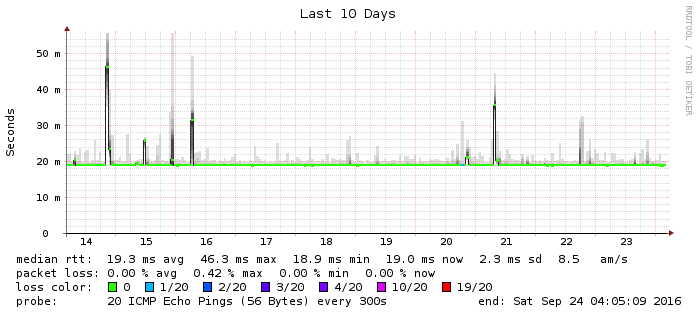 Last 10 Days
RRDTOOL / TOBI OETIKER
Seconds
50 m
40 m
30 m
20 m
10 m
0
14 15 16 17 18 19 20 21 22 23
median rtt: 19.3 ms avg 46.3 ms max 18.9 ms min 19.0 ms now 2.3 ms sd 8.5 am/s
packet loss: 0.00 % avg 0.42 % max 0.00 % min 0.00 % now
loss color: 0 1/20 2/20 3/20 4/20 10/20 19/20
probe: 20 ICMP Echo Pings (56 Bytes) every 300s end: Sat Sep 24 04:05:09 2016